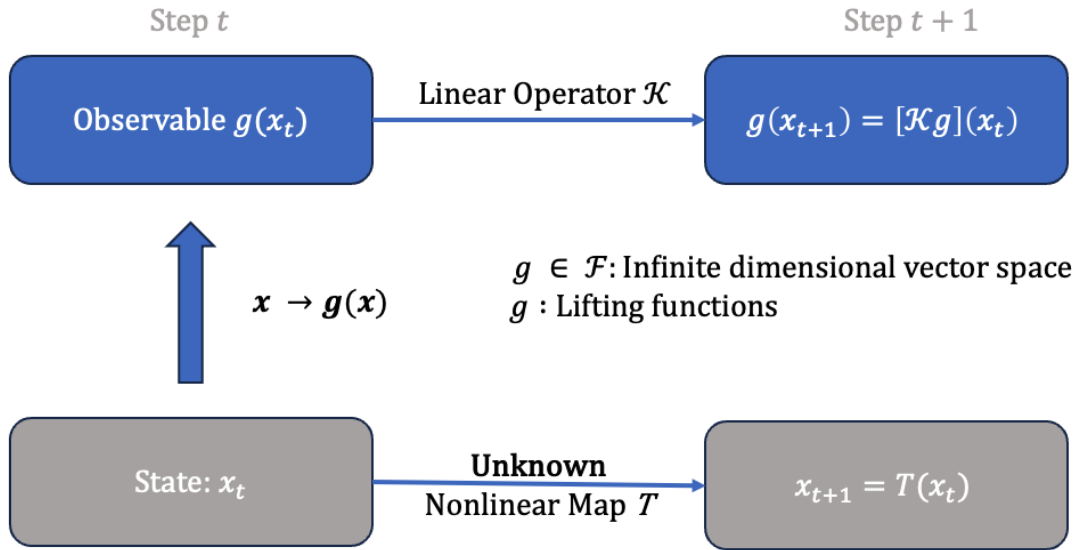 Step t
Step t + 1
Observable g(x_t)
Linear Operator 𝒦
g(x_{t+1}) = [𝒦g](x_t)
x → g(x)
g ∈ ℱ: Infinite dimensional vector space
g : Lifting functions
State: x_t
Unknown
Nonlinear Map T
x_{t+1} = T(x_t)